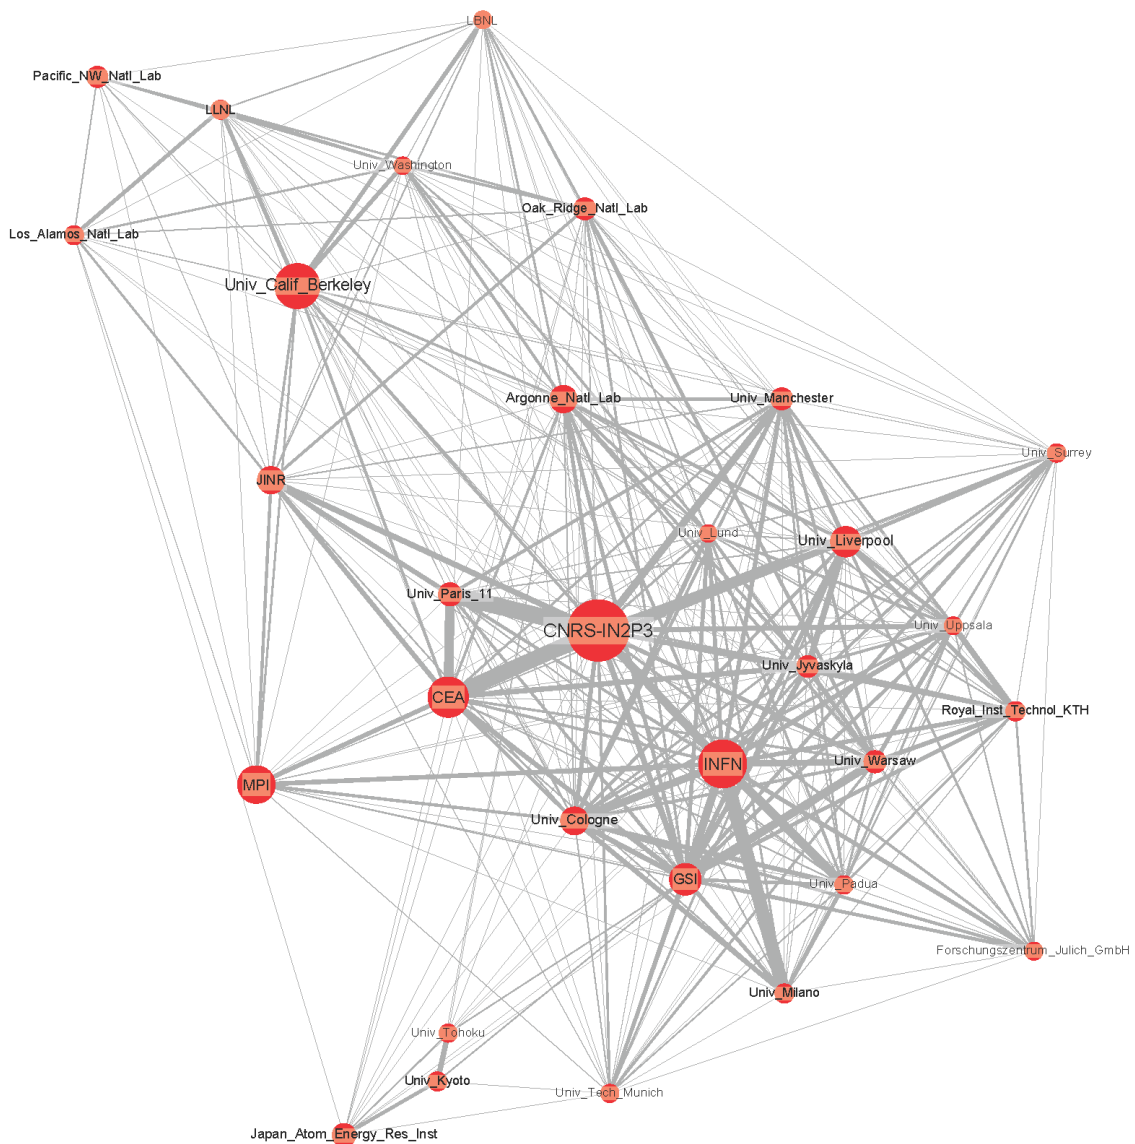 LBNL
Pacific_NW_Natl_Lab
LLNL
Univ_Washington
Oak_Ridge_Natl_Lab
Los_Alamos_Natl_Lab
Univ_Calif_Berkeley
Argonne_Natl_Lab
Univ_Manchester
Univ_Surrey
JINR
Univ_Lund
Univ_Liverpool
Univ_Paris_11
CNRS-IN2P3
Univ_Uppsala
Univ_Jyvaskyla
CEA
Royal_Inst_Technol_KTH
INFN
Univ_Warsaw
MPI
Univ_Cologne
GSI
Univ_Padua
Forschungszentrum_Julich_GmbH
Univ_Milano
Univ_Tohoku
Univ_Kyoto
Univ_Tech_Munich
Japan_Atom_Energy_Res_Inst